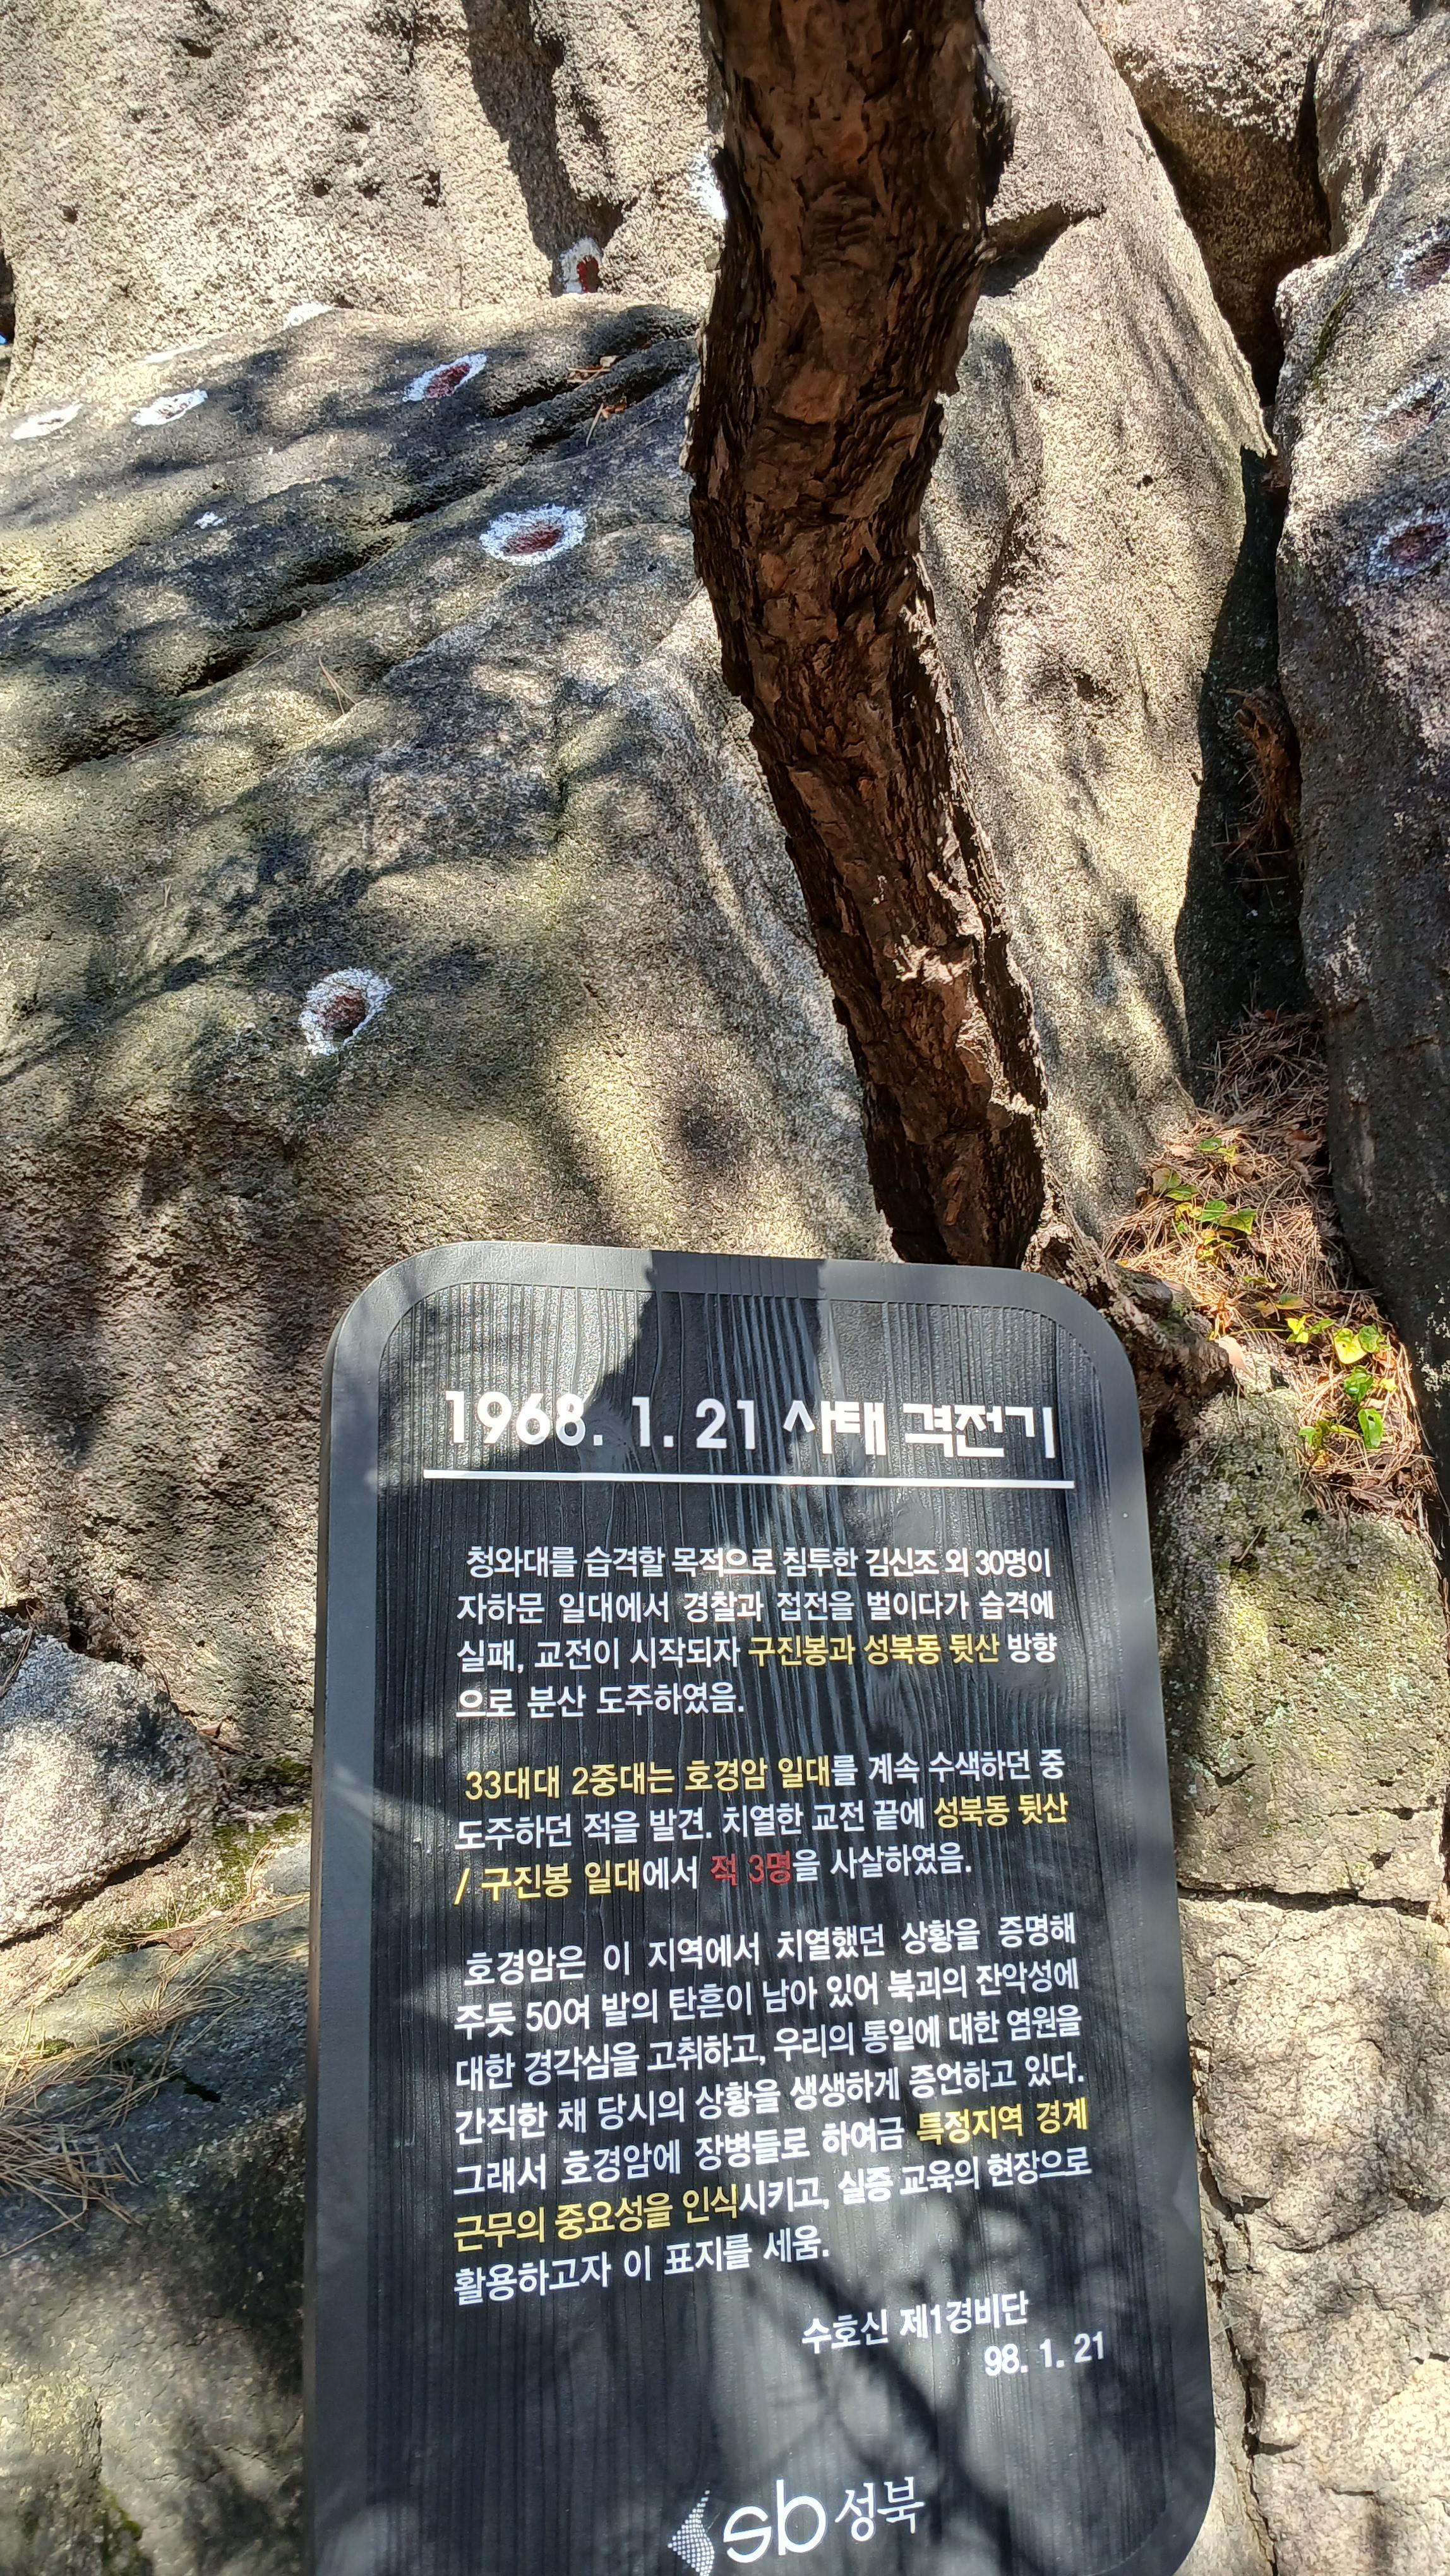 1968. 1. 21 사태 격전기
청와대를 습격할 목적으로 침투한 김신조 외 30명이
자하문 일대에서 경찰과 접전을 벌이다가 습격에
실패, 교전이 시작되자 구진봉과 성북동 뒷산 방향
으로 분산 도주하였음.
33대대 2중대는 호경암 일대를 계속 수색하던 중
도주하던 적을 발견. 치열한 교전 끝에 성북동 뒷산
/ 구진봉 일대에서 적 3명을 사살하였음.
호경암은 이 지역에서 치열했던 상황을 증명해
주듯 50여 발의 탄흔이 남아 있어 북괴의 잔악성에
대한 경각심을 고취하고, 우리의 통일에 대한 염원을
간직한 채 당시의 상황을 생생하게 증언하고 있다.
그래서 호경암에 장병들로 하여금 특정지역 경계
근무의 중요성을 인식시키고, 실증 교육의 현장으로
활용하고자 이 표지를 세움.
수호신 제1경비단
98. 1. 21
sb 성북